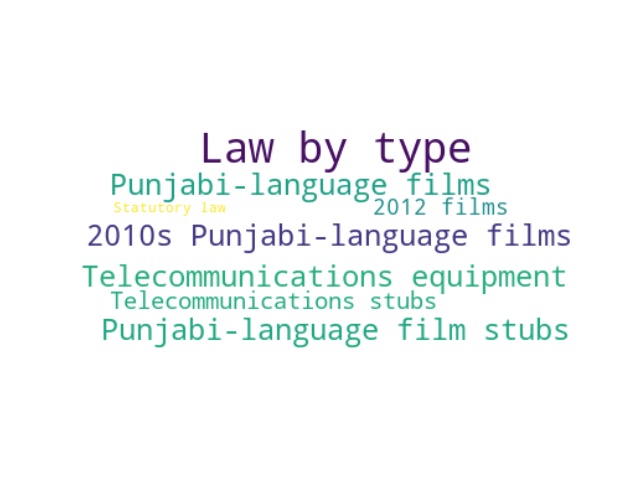 Law by type
Punjabi-language films
Statutory law 2012 films
2010s Punjabi-language films
Telecommunications equipment
Telecommunications stubs
Punjabi-language film stubs